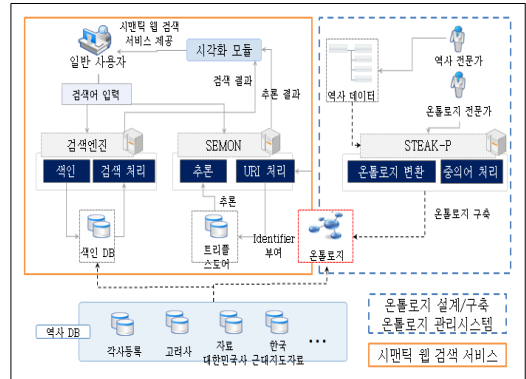 시맨틱 웹 검색
서비스 제공
일반 사용자
시각화 모듈
검색어 입력
검색 결과
추론 결과
검색엔진
색인
검색 처리
SEMON
추론
URI 처리
추론
색인 DB
트리플
스토어
Identifier
부여
온톨로지
역사 전문가
역사 데이터
온톨로지 전문가
STEAK-P
온톨로지 변환
중의어 처리
온톨로지 구축
역사 DB
각사등록
고려사
자료
대한민국사
한국
근대지도자료
...
온톨로지 설계/구축
온톨로지 관리시스템
시맨틱 웹 검색 서비스